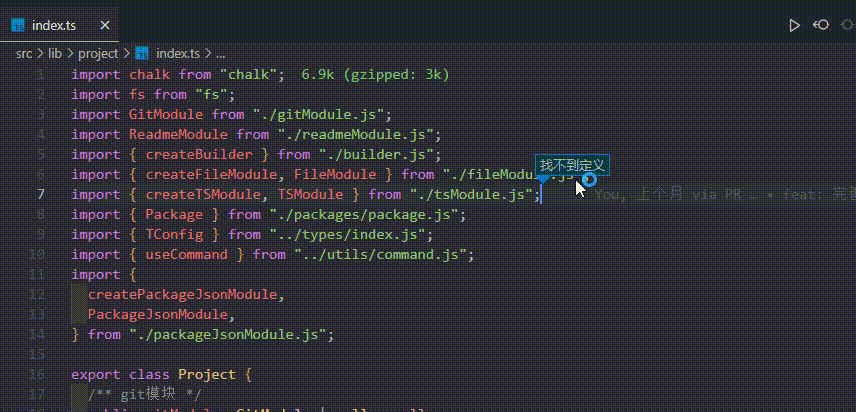 TS index.ts ×
src > lib > project > TS index.ts > ...
1 import chalk from "chalk"; 6.9k (gzipped: 3k)
2 import fs from "fs";
3 import GitModule from "./gitModule.js";
4 import ReadmeModule from "./readmeModule.js";
5 import { createBuilder } from "./builder.js";
找不到定义
6 import { createFileModule, FileModule } from "./fileModule.js
7 import { createTSModule, TSModule } from "./tsModule.js"; You, 上个月 via PR … • feat: 完善
8 import { Package } from "./packages/package.js";
9 import { TConfig } from "../types/index.js";
10 import { useCommand } from "../utils/command.js";
11 import {
12 createPackageJsonModule,
13 PackageJsonModule,
14 } from "./packageJsonModule.js";
15
16 export class Project {
17 /** git模块 */